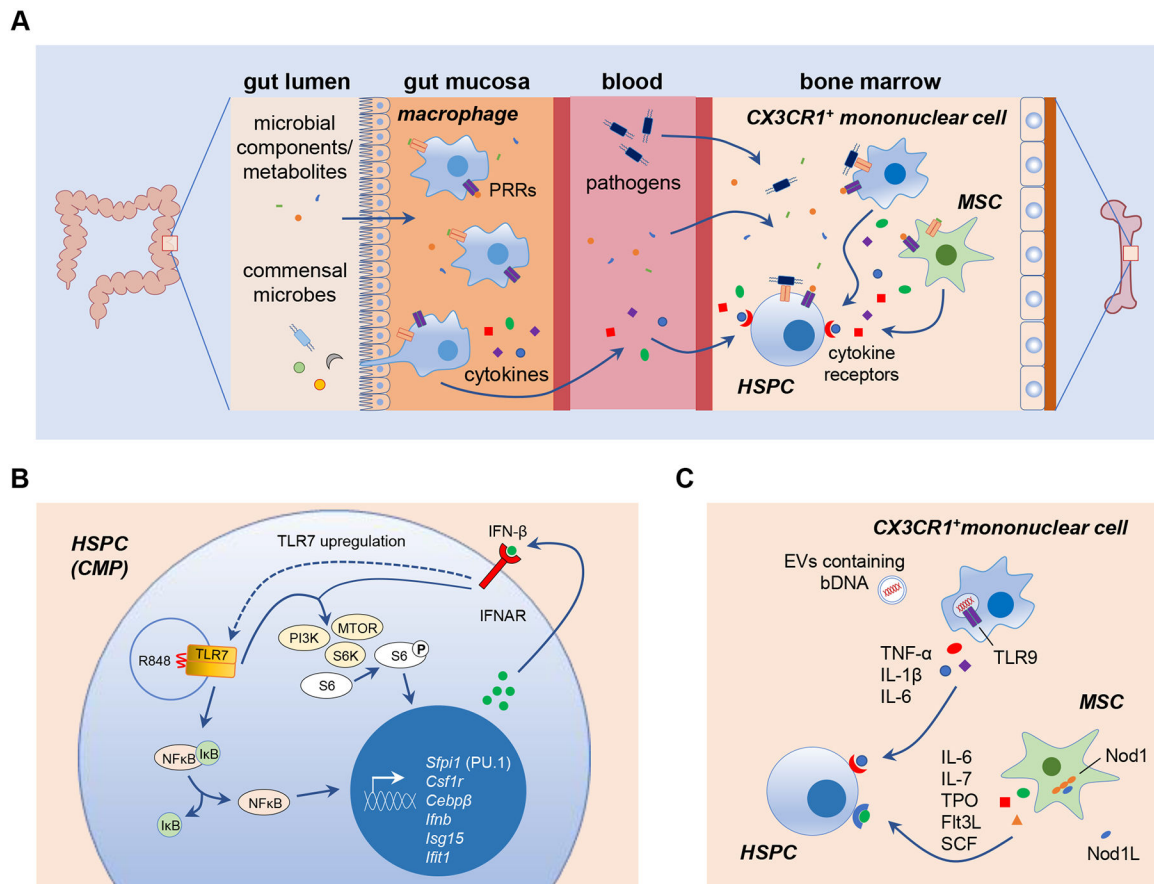 A
gut lumen
gut mucosa
blood
bone marrow
microbial
components/
metabolites
commensal
microbes
macrophage
PRRs
cytokines
pathogens
CX3CR1⁺ mononuclear cell
MSC
HSPC
cytokine
receptors
B
HSPC
(CMP)
TLR7 upregulation
IFN-β
IFNAR
PI3K
MTOR
S6K
S6
P
S6
R848
TLR7
NFκB
IκB
NFκB
IκB
Sfpi1 (PU.1)
Csf1r
Cebpβ
Ifnb
Isg15
Ifit1
C
CX3CR1⁺mononuclear cell
EVs containing
bDNA
TLR9
TNF-α
IL-1β
IL-6
MSC
Nod1
IL-6
IL-7
TPO
Flt3L
SCF
Nod1L
HSPC